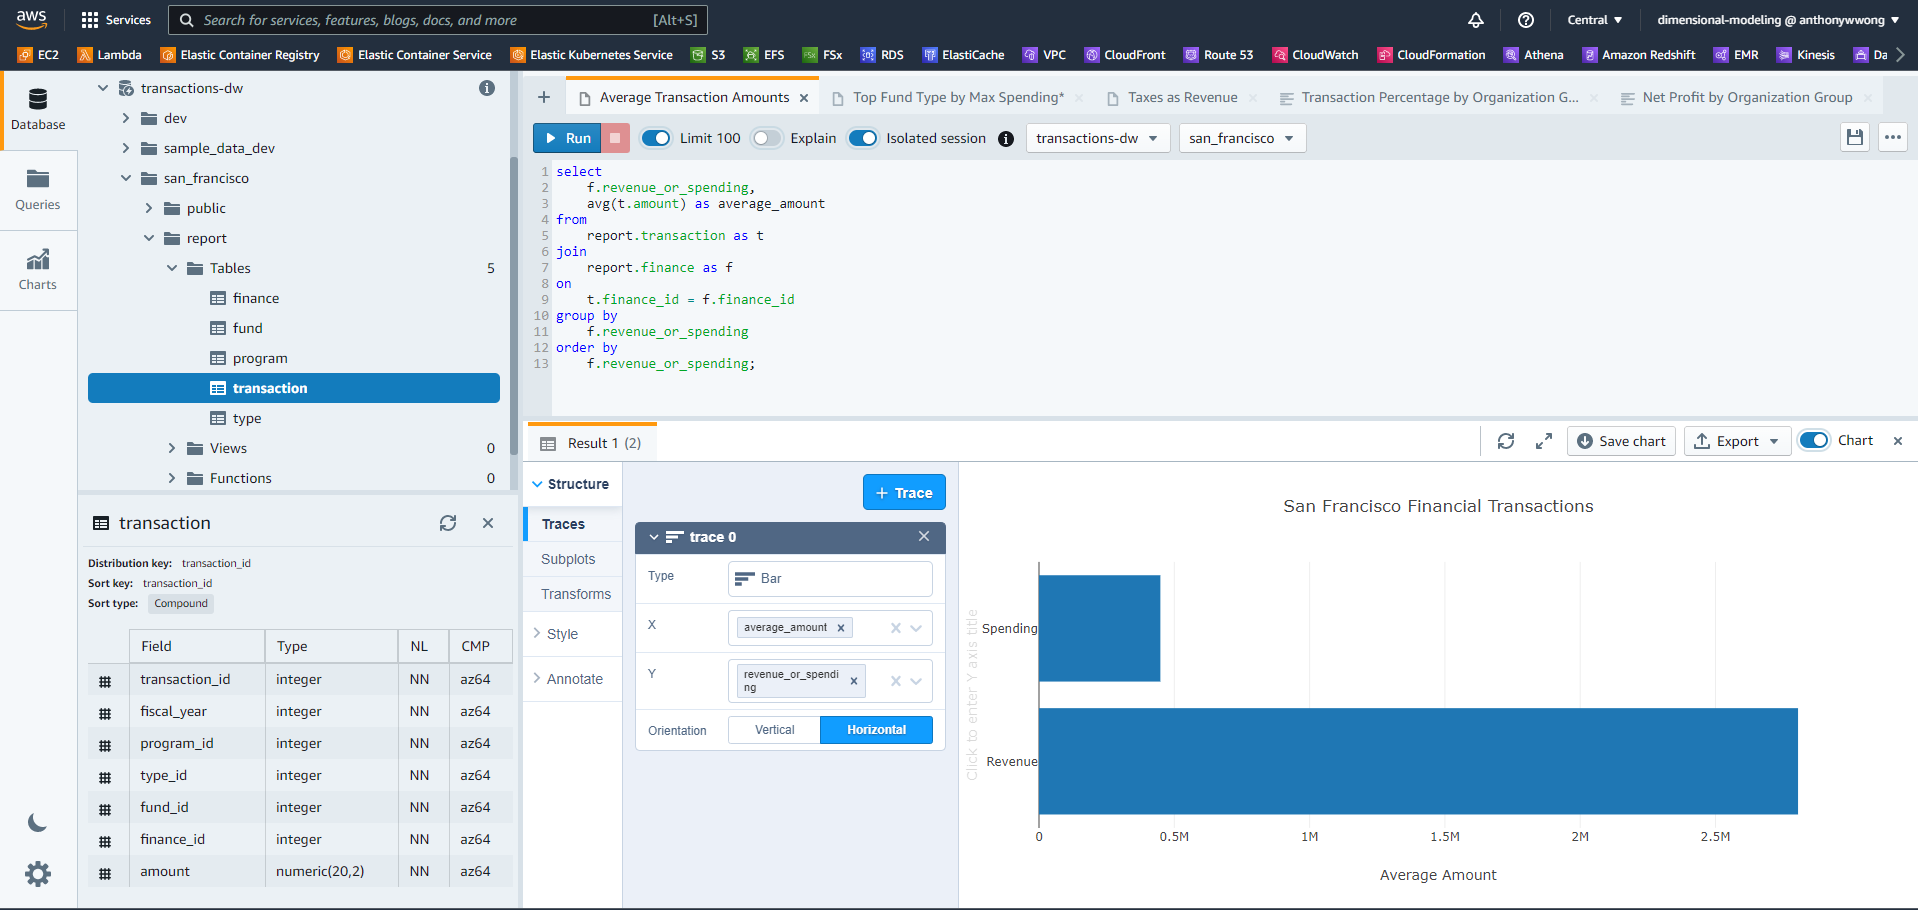 aws
Services
Search for services, features, blogs, docs, and more
[Alt+S]
Central
dimensional-modeling @ anthonywwong
EC2
Lambda
Elastic Container Registry
Elastic Container Service
Elastic Kubernetes Service
S3
EFS
FSx
RDS
ElastiCache
VPC
CloudFront
Route 53
CloudWatch
CloudFormation
Athena
Amazon Redshift
EMR
Kinesis
Da
Database
Queries
Charts
transactions-dw
dev
sample_data_dev
san_francisco
public
report
Tables 5
finance
fund
program
transaction
type
Views 0
Functions 0
transaction
Distribution key: transaction_id
Sort key: transaction_id
Sort type: Compound
Field Type NL CMP
transaction_id integer NN az64
fiscal_year integer NN az64
program_id integer NN az64
type_id integer NN az64
fund_id integer NN az64
finance_id integer NN az64
amount numeric(20,2) NN az64
Average Transaction Amounts
Top Fund Type by Max Spending*
Taxes as Revenue
Transaction Percentage by Organization G...
Net Profit by Organization Group
Run
Limit 100
Explain
Isolated session
transactions-dw
san_francisco
1 select
2 f.revenue_or_spending,
3 avg(t.amount) as average_amount
4 from
5 report.transaction as t
6 join
7 report.finance as f
8 on
9 t.finance_id = f.finance_id
10 group by
11 f.revenue_or_spending
12 order by
13 f.revenue_or_spending;
Result 1 (2)
Save chart
Export
Chart
Structure
Traces
Subplots
Transforms
Style
Annotate
+ Trace
trace 0
Type Bar
X average_amount
Y revenue_or_spendi
ng
Orientation Vertical Horizontal
San Francisco Financial Transactions
Click to enter Y axis title
Spending
Revenue
0 0.5M 1M 1.5M 2M 2.5M
Average Amount